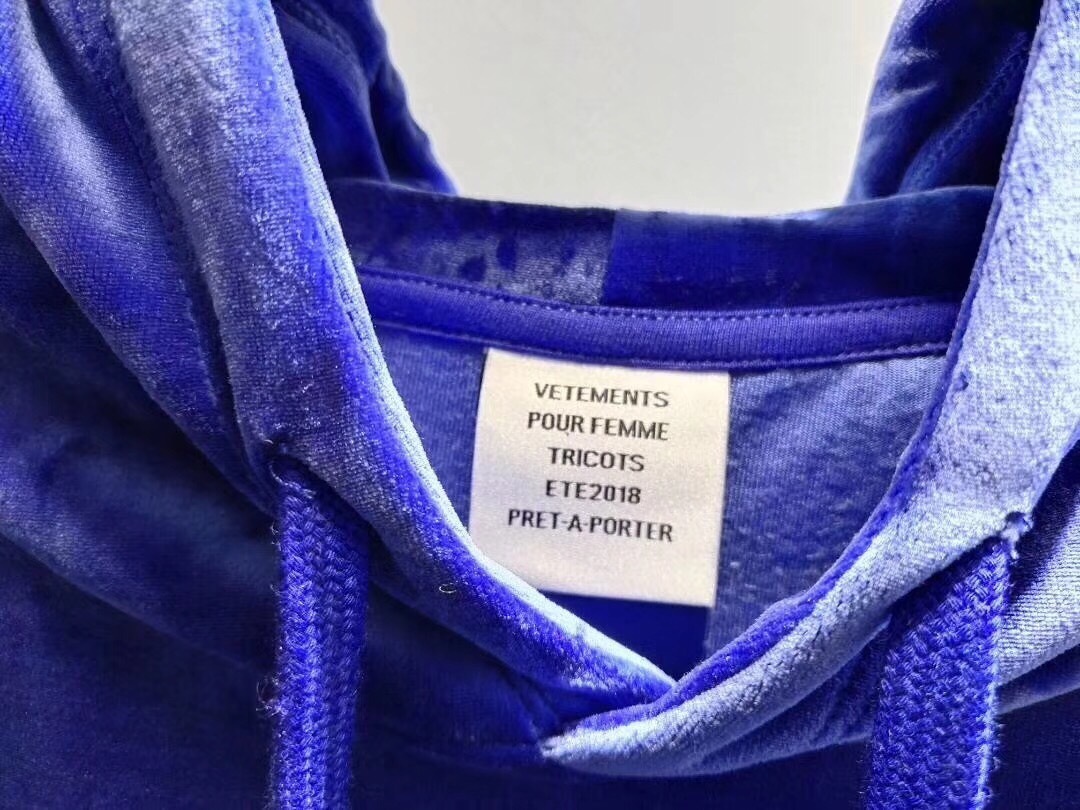 VETEMENTS
POUR FEMME
TRICOTS
ETE2018
PRET-A-PORTER